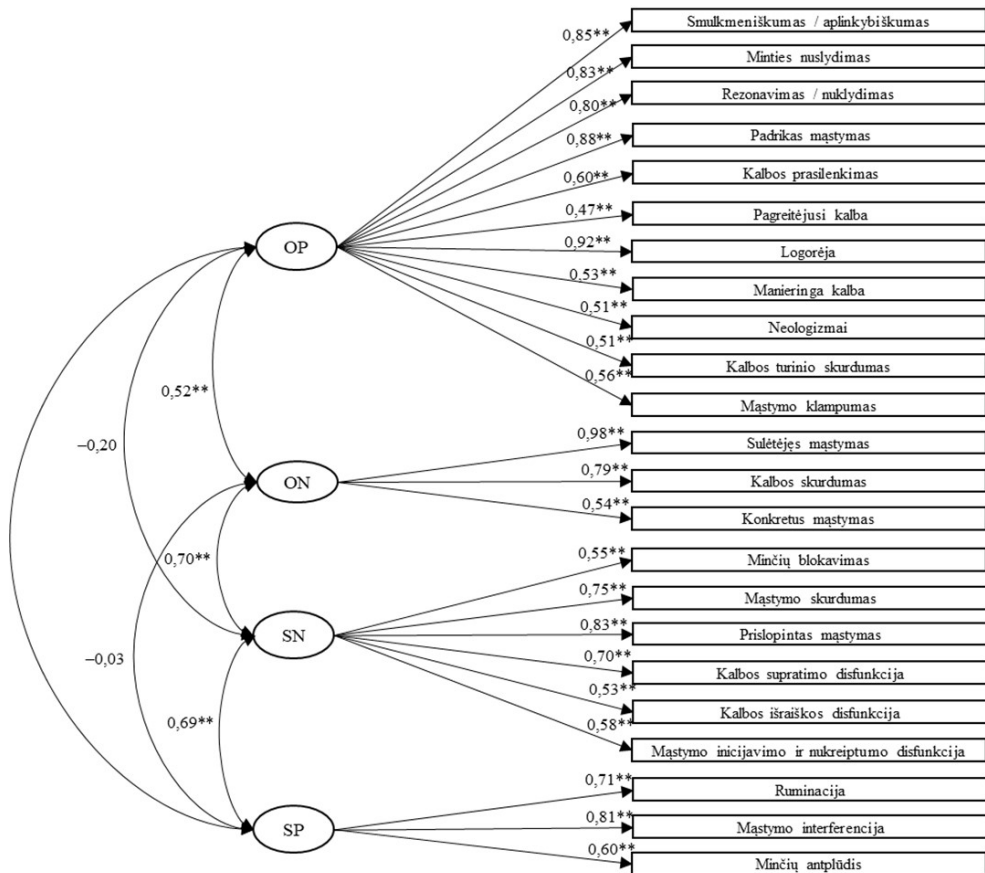 Smulkmeniškumas / aplinkybiškumas
0,85**
Minties nuslydimas
0,83**
Rezonavimas / nuklydimas
0,80**
Padrikas mąstymas
0,88**
Kalbos prasilenkimas
0,60**
Pagreitėjusi kalba
0,47**
Logorėja
0,92**
Manieringa kalba
0,53**
Neologizmai
0,51**
Kalbos turinio skurdumas
0,51**
Mąstymo klampumas
0,56**
OP
0,52**
–0,20
Sulėtėjęs mąstymas
0,98**
Kalbos skurdumas
0,79**
Konkretus mąstymas
0,54**
ON
0,70**
–0,03
Minčių blokavimas
0,55**
Mąstymo skurdumas
0,75**
Prislopintas mąstymas
0,83**
Kalbos supratimo disfunkcija
0,70**
Kalbos išraiškos disfunkcija
0,53**
Mąstymo inicijavimo ir nukreiptumo disfunkcija
0,58**
SN
0,69**
Ruminacija
0,71**
Mąstymo interferencija
0,81**
Minčių antplūdis
0,60**
SP